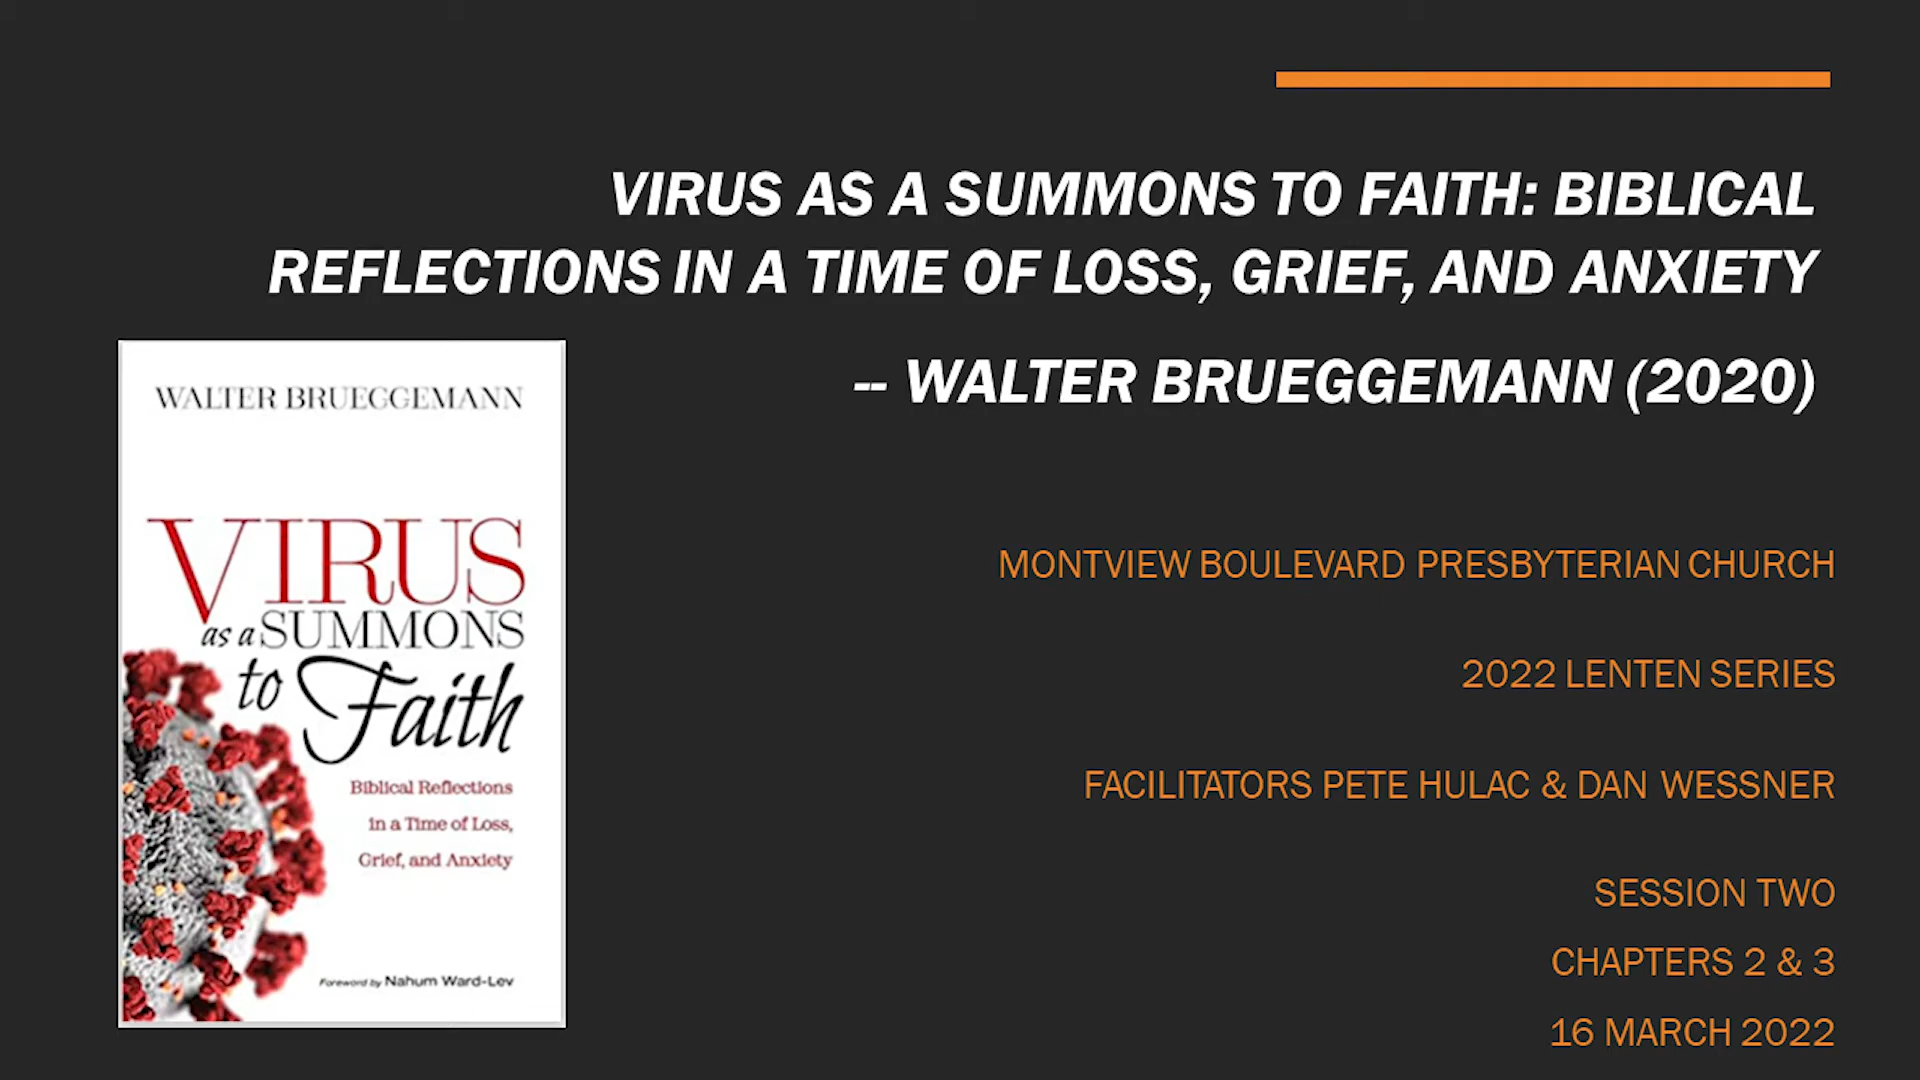 VIRUS AS A SUMMONS TO FAITH: BIBLICAL
REFLECTIONS IN A TIME OF LOSS, GRIEF, AND ANXIETY
-- WALTER BRUEGGEMANN (2020)
WALTER BRUEGGEMANN
VIRUS
as a SUMMONS
to Faith
Biblical Reflections
in a Time of Loss,
Grief, and Anxiety
Foreword by Nahum Ward-Lev
MONTVIEW BOULEVARD PRESBYTERIAN CHURCH
2022 LENTEN SERIES
FACILITATORS PETE HULAC & DAN WESSNER
SESSION TWO
CHAPTERS 2 & 3
16 MARCH 2022